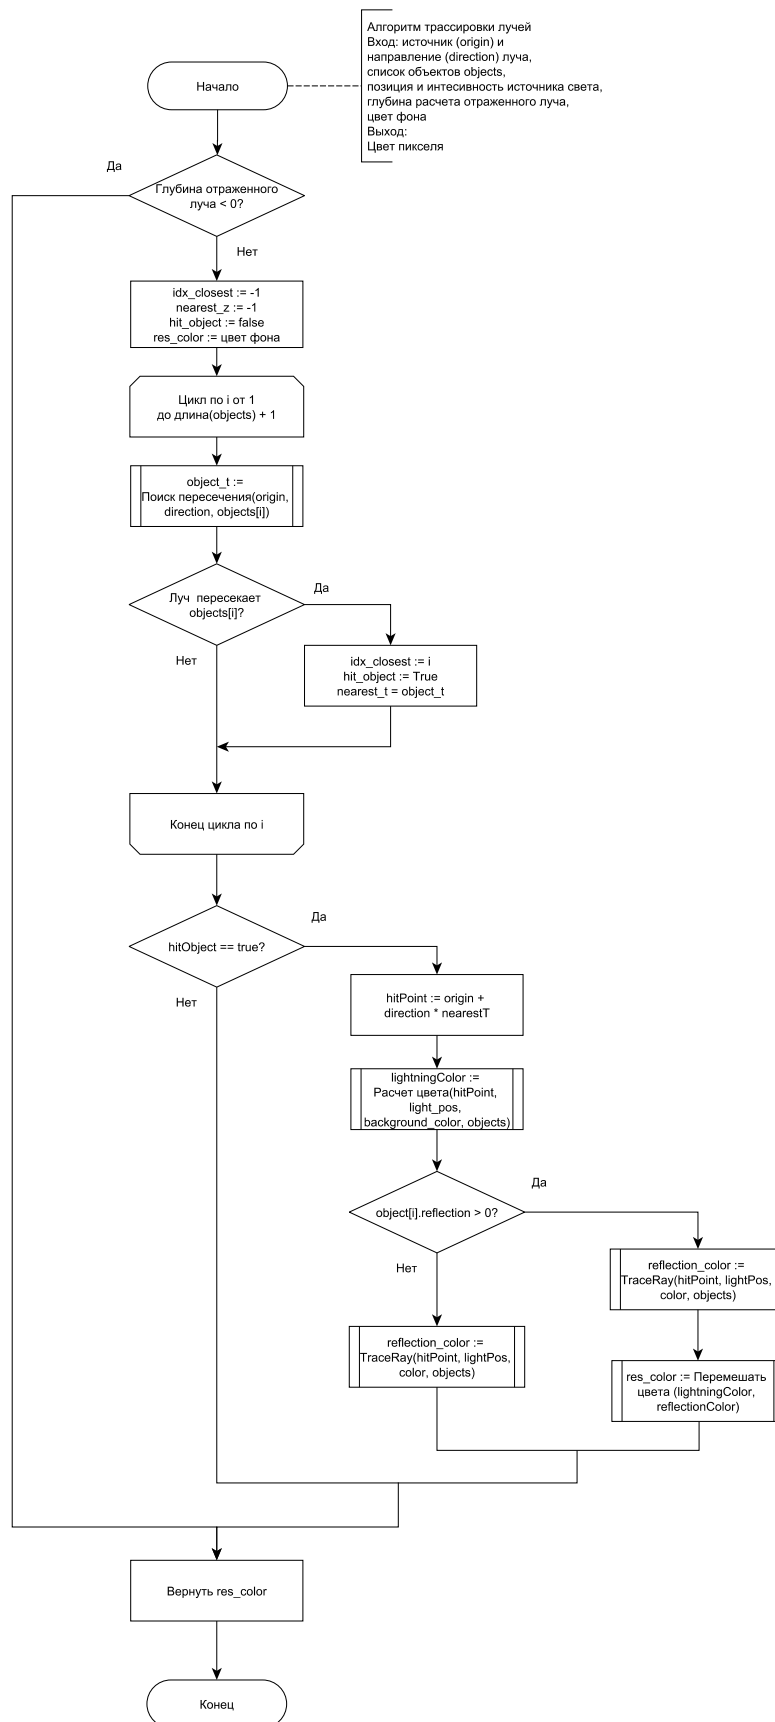 Алгоритм трассировки лучей
Вход: источник (origin) и
направление (direction) луча,
список объектов objects,
позиция и интесивность источника света,
глубина расчета отраженного луча,
цвет фона
Выход:
Цвет пикселя
Начало
Да
Глубина отраженного
луча < 0?
Нет
idx_closest := -1
nearest_z := -1
hit_object := false
res_color := цвет фона
Цикл по i от 1
до длина(objects) + 1
object_t :=
Поиск пересечения(origin,
direction, objects[i])
Луч пересекает
objects[i]?
Да
Нет
idx_closest := i
hit_object := True
nearest_t = object_t
Конец цикла по i
hitObject == true?
Да
Нет
hitPoint := origin +
direction * nearestT
lightningColor :=
Расчет цвета(hitPoint,
light_pos,
background_color, objects)
object[i].reflection > 0?
Да
Нет
reflection_color :=
TraceRay(hitPoint, lightPos,
color, objects)
reflection_color :=
TraceRay(hitPoint, lightPos,
color, objects)
res_color := Перемешать
цвета (lightningColor,
reflectionColor)
Вернуть res_color
Конец